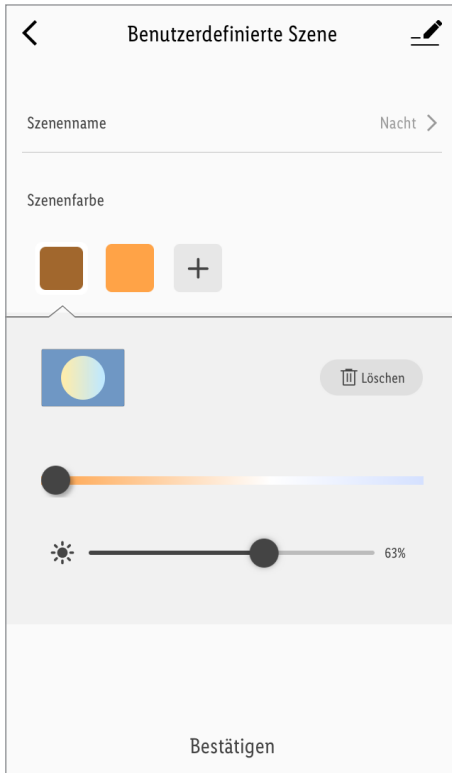 Benutzerdefinierte Szene
Szenenname
Nacht
Szenenfarbe
Löschen
63%
Bestätigen